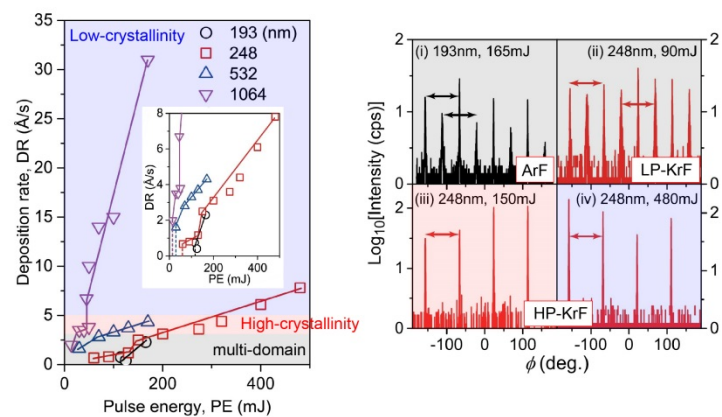 Low-crystallinity
193 (nm)
248
532
1064
High-crystallinity
multi-domain
35
30
25
20
15
10
5
0
0
200
400
Deposition rate, DR (Å/s)
Pulse energy, PE (mJ)
8
6
4
2
0
0
200
400
DR (Å/s)
PE (mJ)
(i) 193nm, 165mJ
ArF
(ii) 248nm, 90mJ
LP-KrF
(iii) 248nm, 150mJ
(iv) 248nm, 480mJ
HP-KrF
2
1
0
2
1
0
2
1
0
2
1
0
Log10[Intensity (cps)]
-100
0
100
-100
0
100
ϕ (deg.)